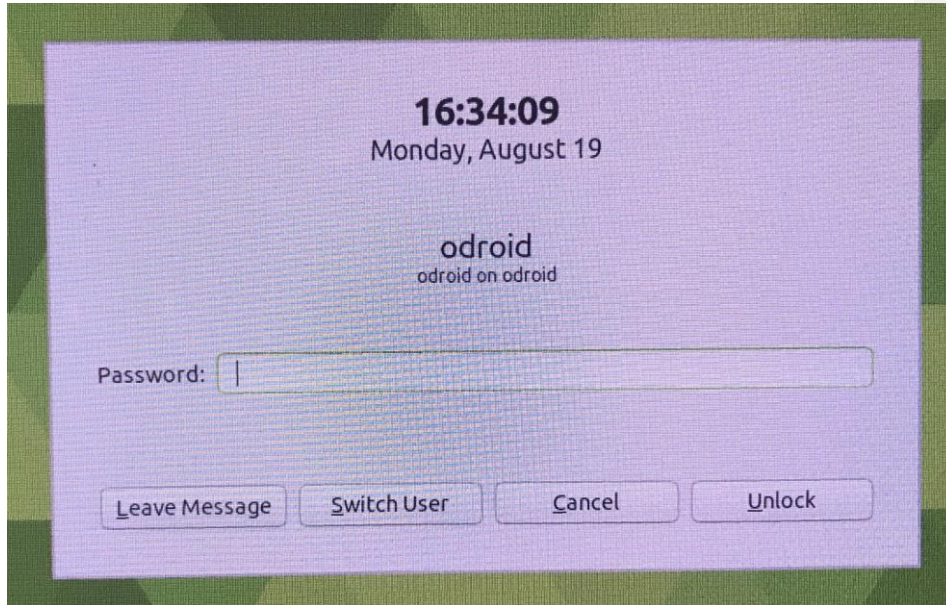 16:34:09
Monday, August 19
odroid
odroid on odroid
Password:
Leave Message Switch User Cancel Unlock